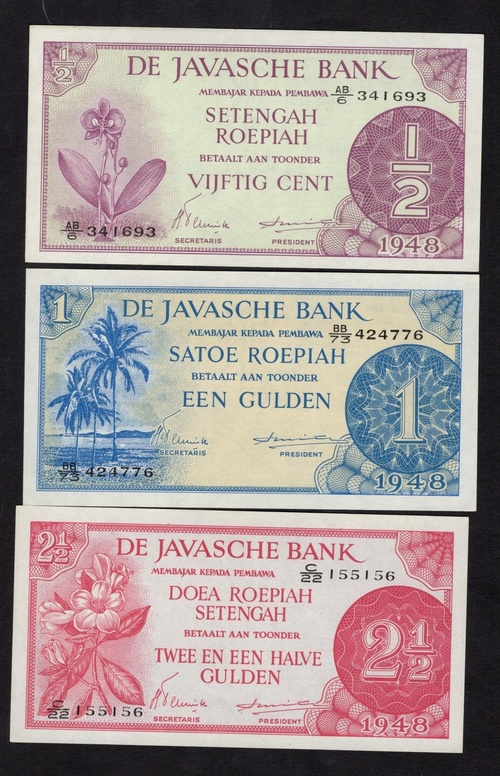 1/2
DE JAVASCHE BANK
MEMBAJAR KEPADA PEMBAWA AB/6 341693
SETENGAH
ROEPIAH
BETAALT AAN TOONDER
VIJFTIG CENT
1/2
AB/6 341693
SECRETARIS PRESIDENT
1948
1
DE JAVASCHE BANK
MEMBAJAR KEPADA PEMBAWA BB/73 424776
SATOE ROEPIAH
BETAALT AAN TOONDER
EEN GULDEN
1
BB/73 424776
SECRETARIS PRESIDENT
1948
2 1/2
DE JAVASCHE BANK
MEMBAJAR KEPADA PEMBAWA C/22 155156
DOEA ROEPIAH
SETENGAH
BETAALT AAN TOONDER
TWEE EN EEN HALVE
GULDEN
2 1/2
C/22 155156
SECRETARIS PRESIDENT
1948